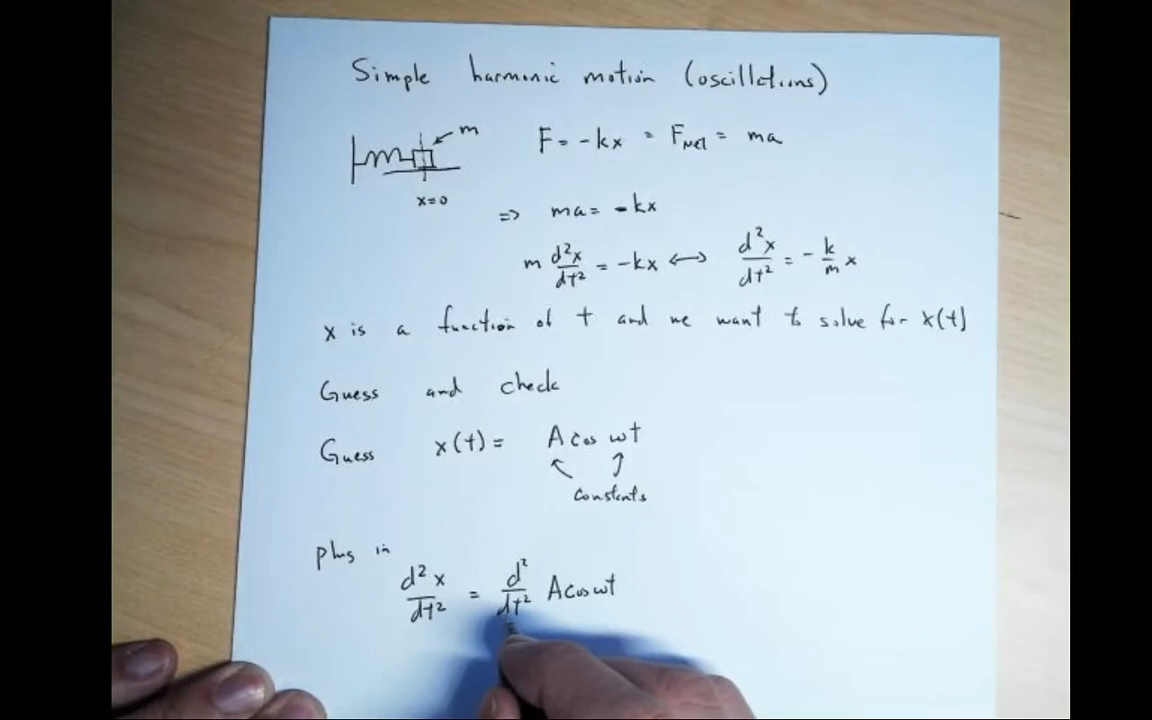 Simple harmonic motion (oscillations)
m
F = -kx = F_Net = ma
x=0
=> ma = -kx
m d²x/dt² = -kx <-> d²x/dt² = - k/m x
x is a function of t and we want to solve for x(t)
Guess and check
Guess x(t) = A cos ωt
constants
plug in
d²x/dt² = d²/dt² A cos ωt
=